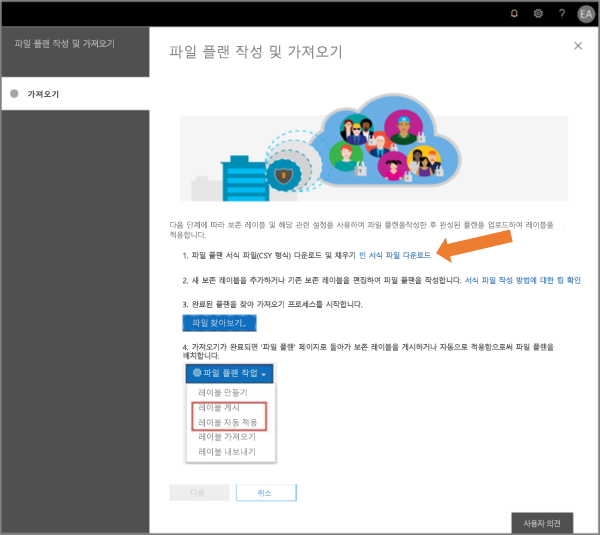 ? EA
파일 플랜 작성 및 가져오기
파일 플랜 작성 및 가져오기
가져오기
다음 단계에 따라 보존 레이블 및 해당 관련 설정을 사용하여 파일 플랜을작성한 후 완성된 플랜을 업로드하여 레이블을
적용합니다.
1. 파일 플랜 서식 파일(CSY 형식) 다운로드 및 채우기 빈 서식 파일 다운로드
2. 새 보존 레이블을 추가하거나 기존 보존 레이블을 편집하여 파일 플랜을 작성합니다. 서식 파일 작성 방법에 대한 팁 확인
3. 완료된 플랜을 찾아 가져오기 프로세스를 시작합니다.
파일 찾아보기..
4. 가져오기가 완료되면 '파일 플랜' 페이지로 돌아가 보존 레이블을 게시하거나 자동으로 적용함으로써 파일 플랜을
배치합니다.
파일 플랜 작업
레이블 만들기
레이블 게시
레이블 자동 적용
레이블 가져오기
레이블 내보내기
다음
취소
사용자 의견